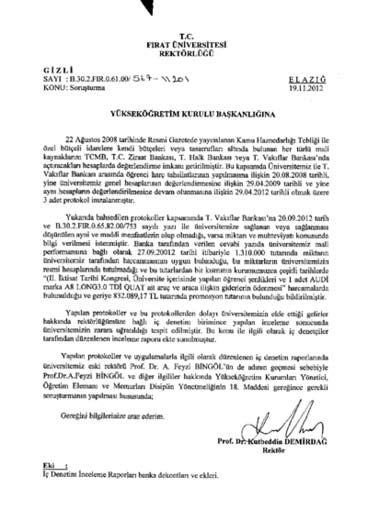 T.C.
FIRAT ÜNİVERSİTESİ
REKTÖRLÜĞÜ
G İ Z L İ
SAYI : B.30.2.FİR.0.61.00/
E L A Z I Ğ
KONU: Soruşturma
19.11.2012
YÜKSEKÖĞRETİM KURULU BAŞKANLIĞINA
22 Ağustos 2008 tarihinde Resmi Gazetede yayınlanan Kamu Haznedarlığı Tebliği ile
özel bütçeli idarelere kendi bütçeleri veya tasarrufları altında bulunan her türlü mali
kaynaklarını TCMB, T.C. Ziraat Bankası, T. Halk Bankası veya T. Vakıflar Bankası'nda
açtıracakları hesaplarda değerlendirme imkanı getirilmiştir. Bu kapsamda Üniversitemiz ile T.
Vakıflar Bankası arasında öğrenci harç tahsilatlarının yapılmasına ilişkin 20.08.2008 tarihli,
yine üniversitemiz genel hesaplarının değerlendirmesine ilişkin 29.04.2009 tarihli ve yine
aynı hesapların değerlendirilmesine devam olunmasına ilişkin 29.04.2012 tarihli olmak üzere
3 adet protokol imzalanmıştır.
Yukarıda bahsedilen protokoller kapsamında T. Vakıflar Bankası'na 20.09.2012 tarih
ve B.30.2.FİR.0.65.82.00/753 sayılı yazı ile üniversitemize sağlanan veya sağlanması
düşünülen ayni ve maddi menfaatlerin olup olmadığı, varsa miktarı ve muhteviyatı konusunda
bilgi verilmesi istenmiştir. Banka tarafından verilen cevabi yazıda üniversitemiz mali
performansına bağlı olarak 27.09.20012 tarihi itibariyle 1.310.000 tutarında miktarın
üniversitemiz tarafından harcanmasının uygun bulunduğu, bu miktarların üniversitemizin
resmi hesaplarında tutulmadığı ve bu tutarlardan bir kısmının kurumumuzca çeşitli tarihlerde
"(II. İktisat Tarihi Kongresi, Üniversite içerisinde yapılan öğrenci şenlikleri ve 1 adet AUDİ
marka A8 LONG3.0 TDİ QUAT ait araç ve araca ilişkin giderlerin ödenmesi" harcamalarda
bulunulduğu ve geriye 832.089,17 TL tutarında promosyon tutarının bulunduğu bildirilmiştir.
Yapılan protokoller ve bu protokollerden dolayı üniversitemizin elde ettiği gelirler
hakkında rektörlüğümüze bağlı iç denetim birimince yapılan inceleme sonucunda
üniversitemizin zarara uğratıldığı tespit edilmiştir. Bu konu ile ilgili olarak iç denetçiler
tarafından düzenlenen inceleme raporu ekte sunulmuştur.
Yapılan protokoller ve uygulamalarla ilgili olarak düzenlenen iç denetim raporlarında
üniversitemiz eski rektörü Prof. Dr. A. Feyzi BİNGÖL'ün de adının geçmesi sebebiyle
Prof.Dr.A.Feyzi BİNGÖL ve diğer ilgililer hakkında Yükseköğretim Kurumları Yönetici,
Öğretim Elemanı ve Memurları Disiplin Yönetmeliğinin 18. Maddesi gereğince gerekli
soruşturmanın yapılması hususunda;
Gereğini bilgilerinize arz ederim.
Prof. Dr. Kutbeddin DEMİRDAĞ
Rektör
Eki :
İç Denetim İnceleme Raporları banka dekontları ve ekleri.